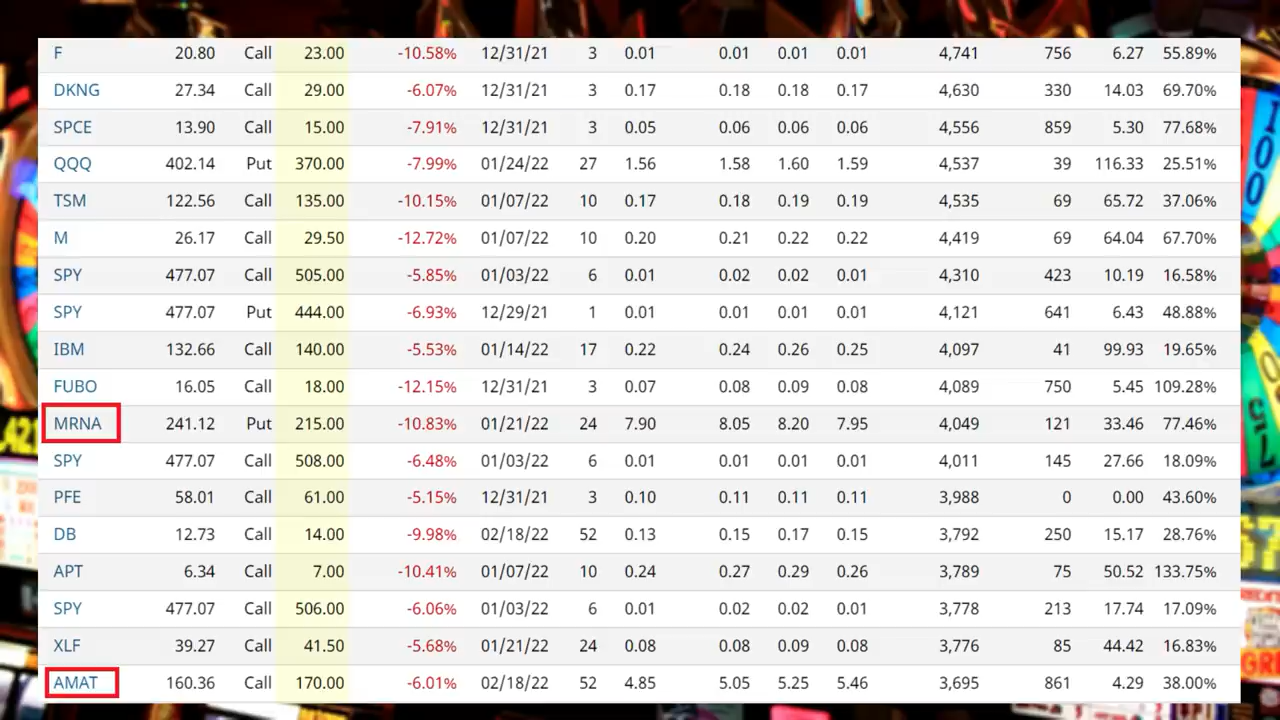 F 20.80 Call 23.00 -10.58% 12/31/21 3 0.01 0.01 0.01 0.01 4,741 756 6.27 55.89%
DKNG 27.34 Call 29.00 -6.07% 12/31/21 3 0.17 0.18 0.18 0.17 4,630 330 14.03 69.70%
SPCE 13.90 Call 15.00 -7.91% 12/31/21 3 0.05 0.06 0.06 0.06 4,556 859 5.30 77.68%
QQQ 402.14 Put 370.00 -7.99% 01/24/22 27 1.56 1.58 1.60 1.59 4,537 39 116.33 25.51%
TSM 122.56 Call 135.00 -10.15% 01/07/22 10 0.17 0.18 0.19 0.19 4,535 69 65.72 37.06%
M 26.17 Call 29.50 -12.72% 01/07/22 10 0.20 0.21 0.22 0.22 4,419 69 64.04 67.70%
SPY 477.07 Call 505.00 -5.85% 01/03/22 6 0.01 0.02 0.02 0.01 4,310 423 10.19 16.58%
SPY 477.07 Put 444.00 -6.93% 12/29/21 1 0.01 0.01 0.01 0.01 4,121 641 6.43 48.88%
IBM 132.66 Call 140.00 -5.53% 01/14/22 17 0.22 0.24 0.26 0.25 4,097 41 99.93 19.65%
FUBO 16.05 Call 18.00 -12.15% 12/31/21 3 0.07 0.08 0.09 0.08 4,089 750 5.45 109.28%
MRNA 241.12 Put 215.00 -10.83% 01/21/22 24 7.90 8.05 8.20 7.95 4,049 121 33.46 77.46%
SPY 477.07 Call 508.00 -6.48% 01/03/22 6 0.01 0.01 0.01 0.01 4,011 145 27.66 18.09%
PFE 58.01 Call 61.00 -5.15% 12/31/21 3 0.10 0.11 0.11 0.11 3,988 0 0.00 43.60%
DB 12.73 Call 14.00 -9.98% 02/18/22 52 0.13 0.15 0.17 0.15 3,792 250 15.17 28.76%
APT 6.34 Call 7.00 -10.41% 01/07/22 10 0.24 0.27 0.29 0.26 3,789 75 50.52 133.75%
SPY 477.07 Call 506.00 -6.06% 01/03/22 6 0.01 0.02 0.02 0.01 3,778 213 17.74 17.09%
XLF 39.27 Call 41.50 -5.68% 01/21/22 24 0.08 0.08 0.09 0.08 3,776 85 44.42 16.83%
AMAT 160.36 Call 170.00 -6.01% 02/18/22 52 4.85 5.05 5.25 5.46 3,695 861 4.29 38.00%